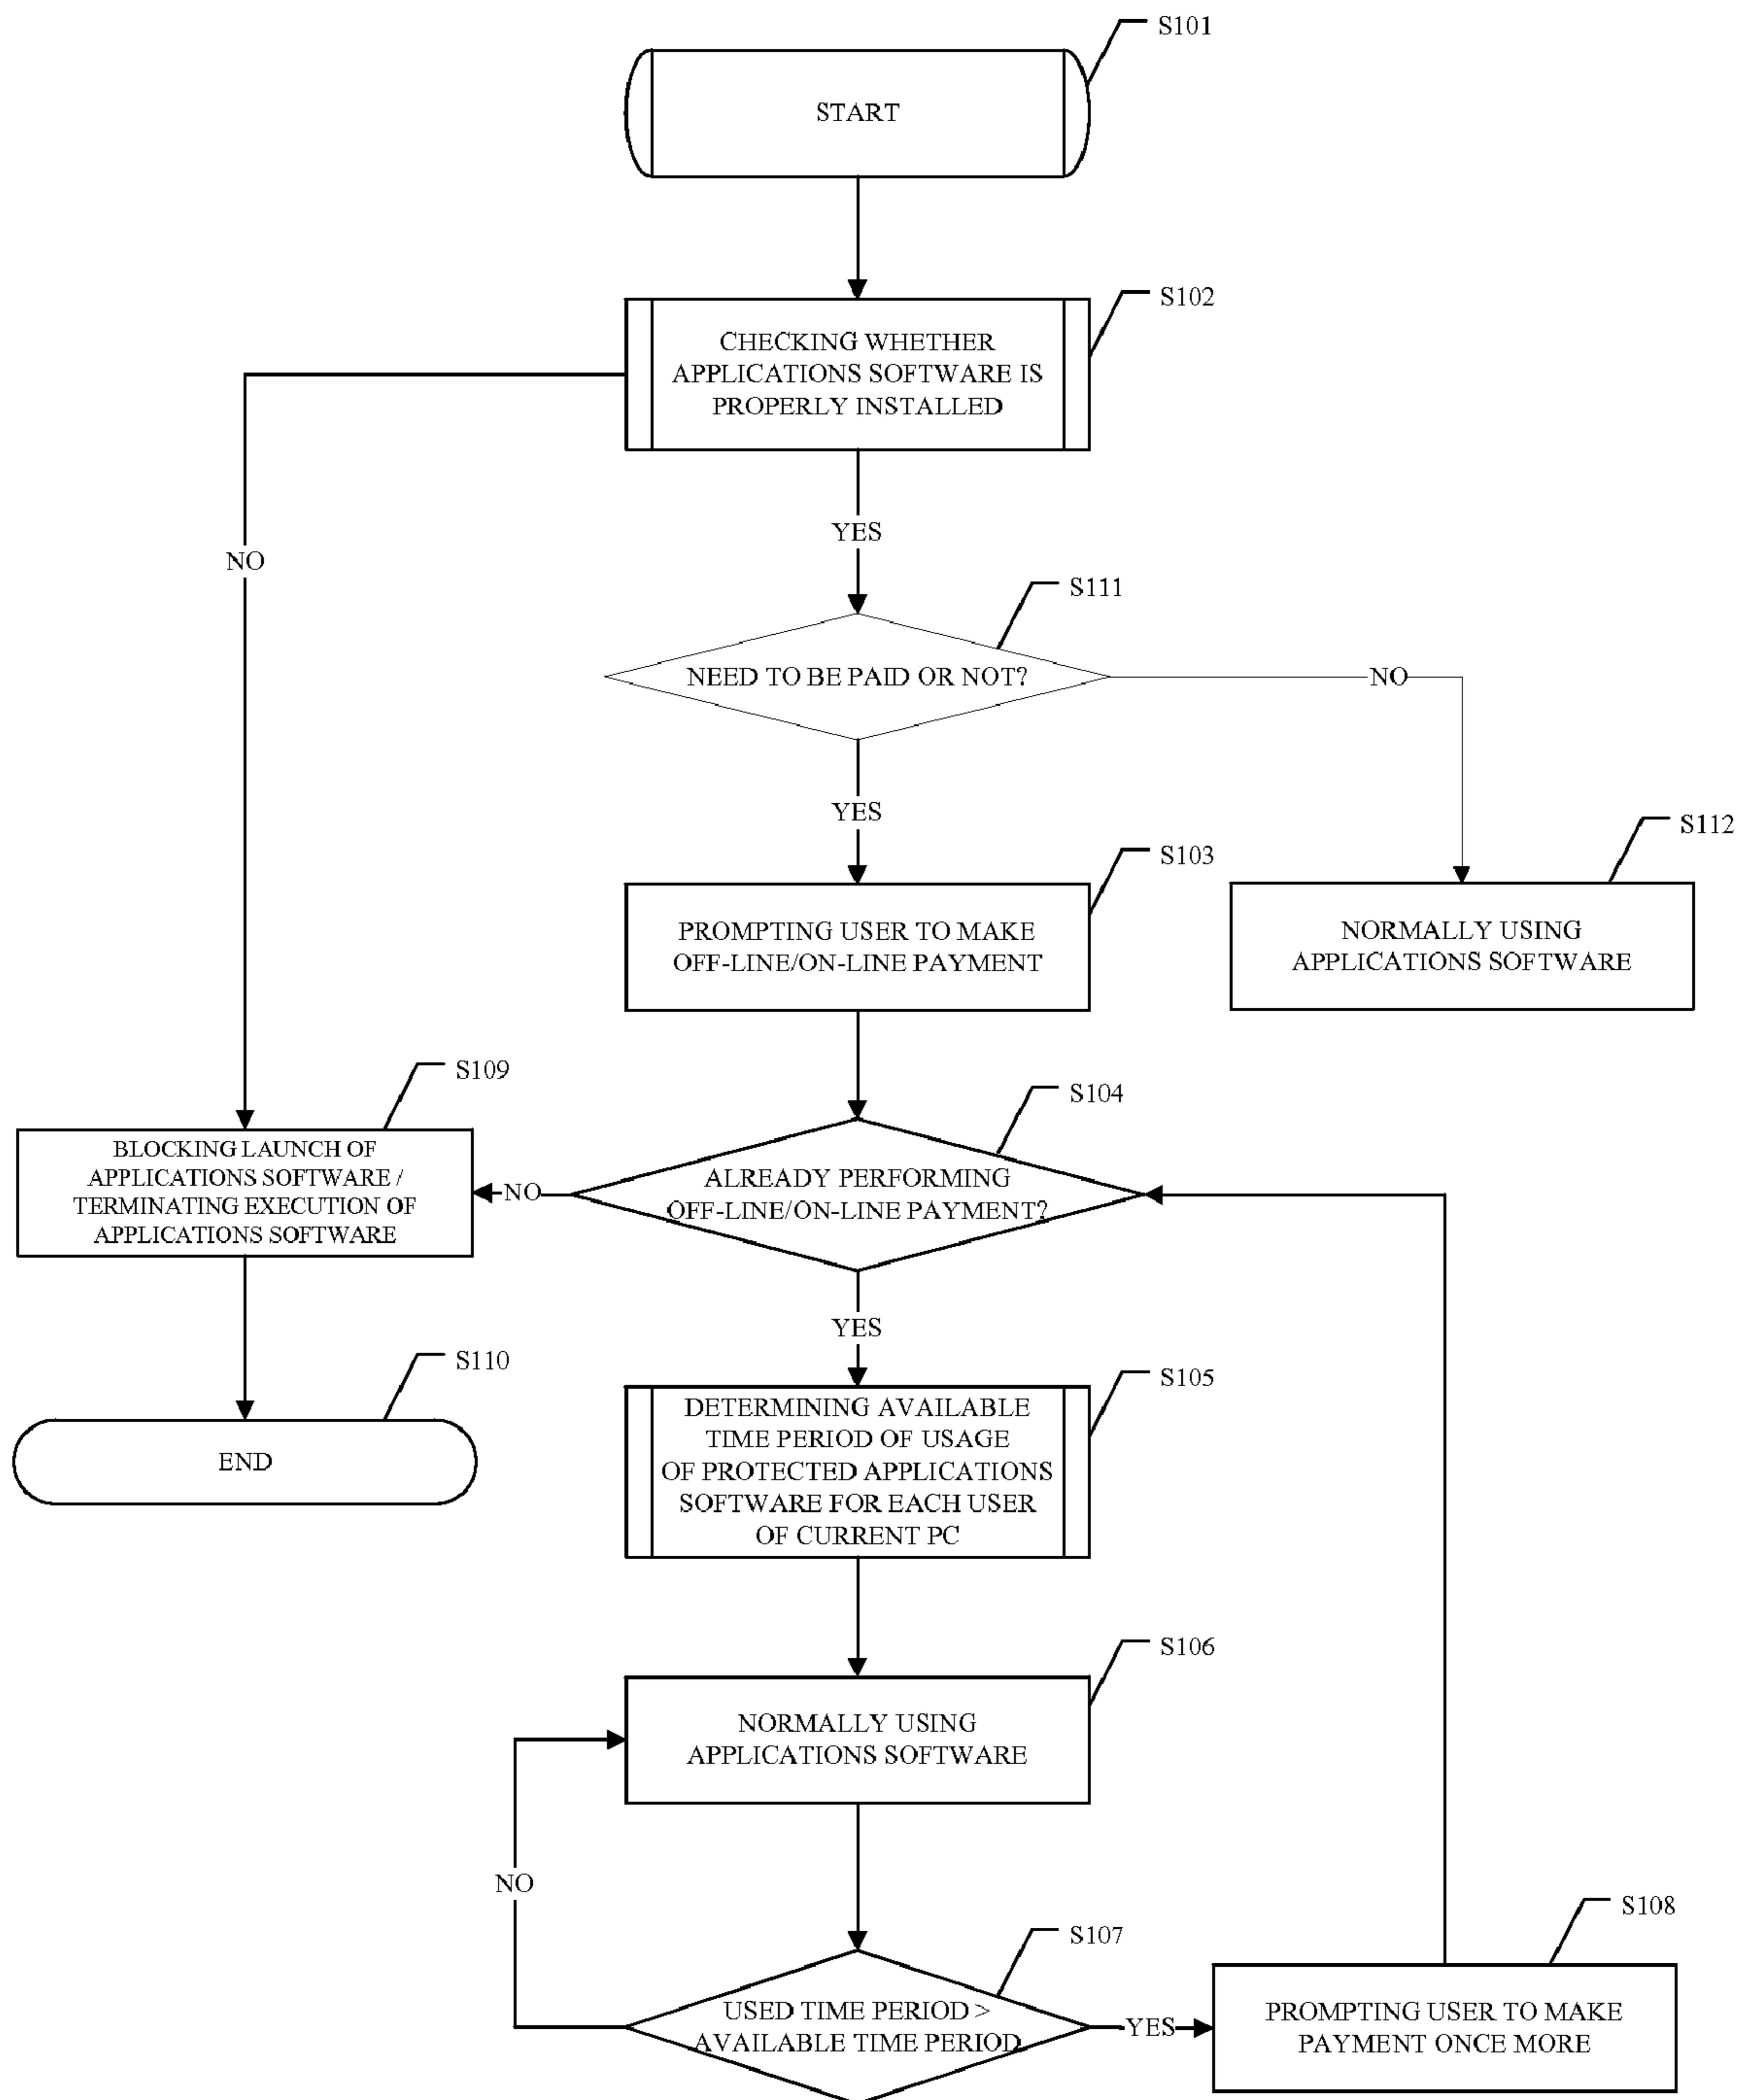 S101
START
S102
CHECKING WHETHER
APPLICATIONS SOFTWARE IS
PROPERLY INSTALLED
YES
NO
S111
NEED TO BE PAID OR NOT?
NO
YES
S103
PROMPTING USER TO MAKE
OFF-LINE/ON-LINE PAYMENT
S112
NORMALLY USING
APPLICATIONS SOFTWARE
S109
BLOCKING LAUNCH OF
APPLICATIONS SOFTWARE /
TERMINATING EXECUTION OF
APPLICATIONS SOFTWARE
NO
S104
ALREADY PERFORMING
OFF-LINE/ON-LINE PAYMENT?
YES
S110
END
S105
DETERMINING AVAILABLE
TIME PERIOD OF USAGE
OF PROTECTED APPLICATIONS
SOFTWARE FOR EACH USER
OF CURRENT PC
S106
NORMALLY USING
APPLICATIONS SOFTWARE
NO
S107
USED TIME PERIOD >
AVAILABLE TIME PERIOD
YES
S108
PROMPTING USER TO MAKE
PAYMENT ONCE MORE